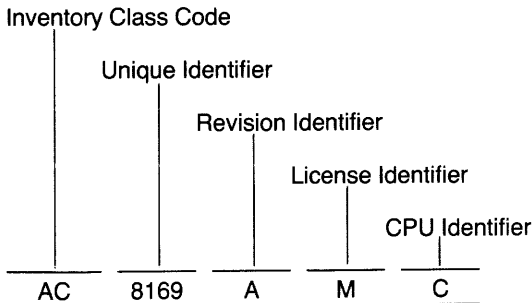 Inventory Class Code
Unique Identifier
Revision Identifier
License Identifier
CPU Identifier
AC 8169 A M C